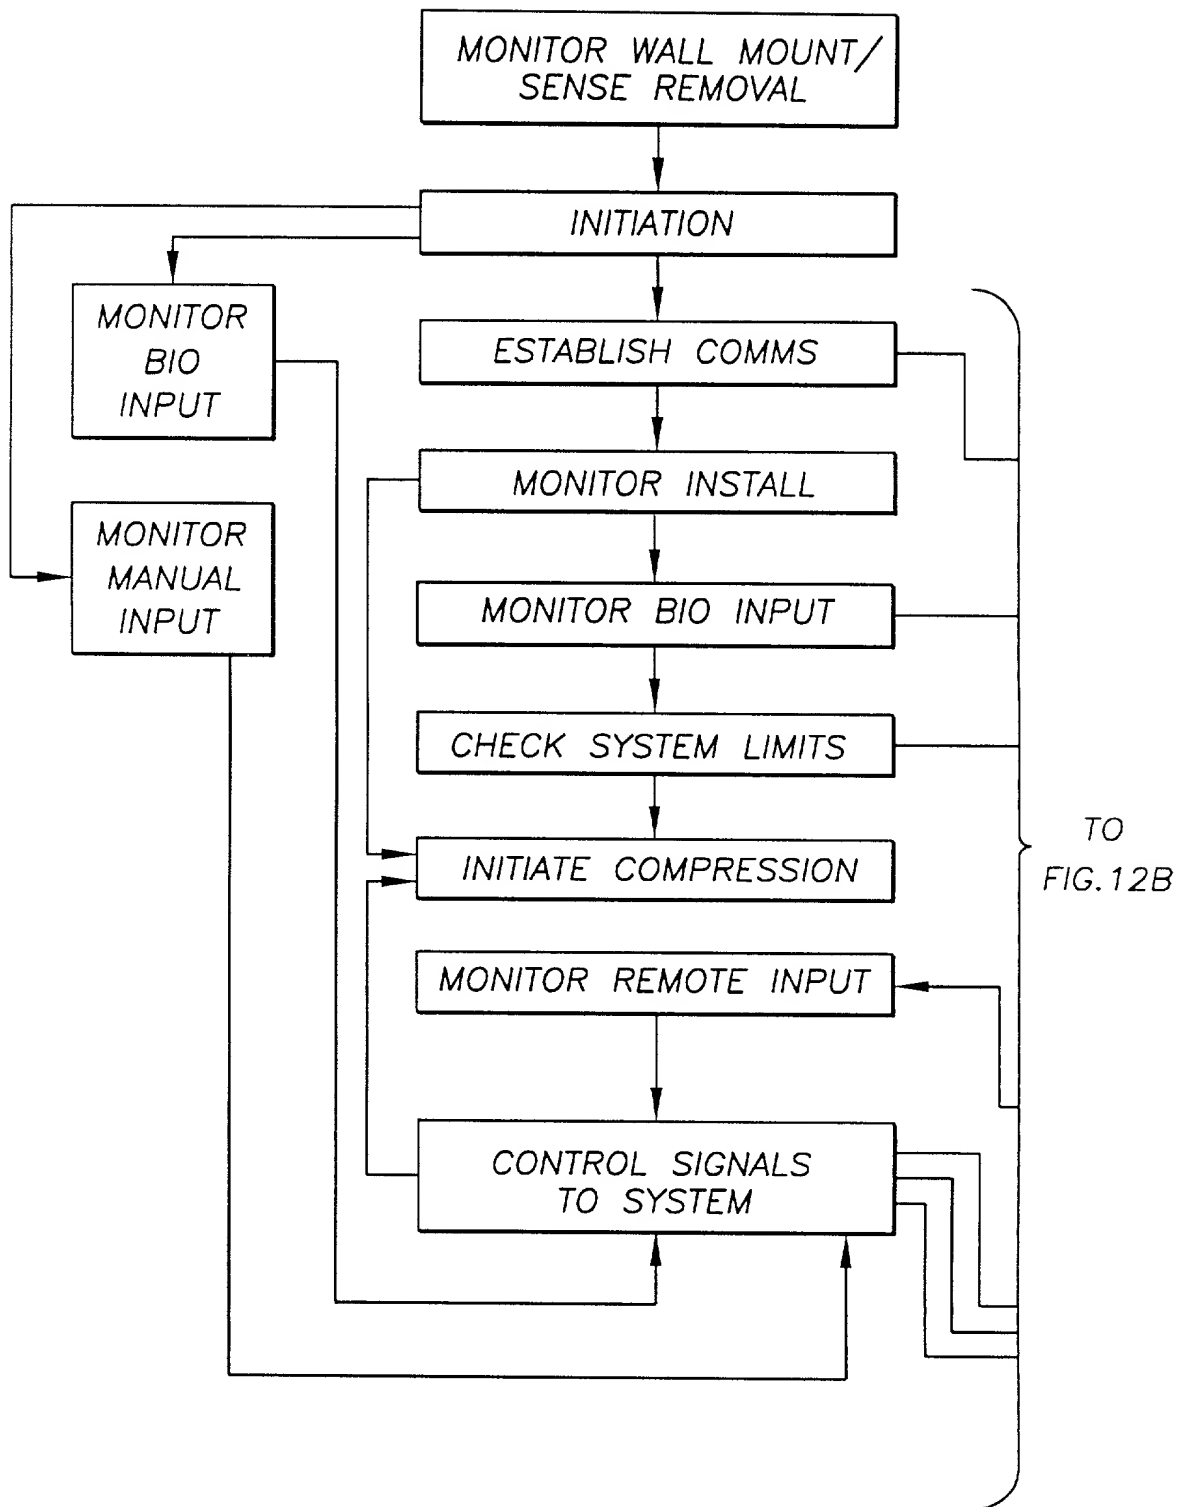 MONITOR WALL MOUNT/
SENSE REMOVAL
INITIATION
MONITOR
BIO
INPUT
ESTABLISH COMMS
MONITOR INSTALL
MONITOR
MANUAL
INPUT
MONITOR BIO INPUT
CHECK SYSTEM LIMITS
INITIATE COMPRESSION
TO
FIG.12B
MONITOR REMOTE INPUT
CONTROL SIGNALS
TO SYSTEM